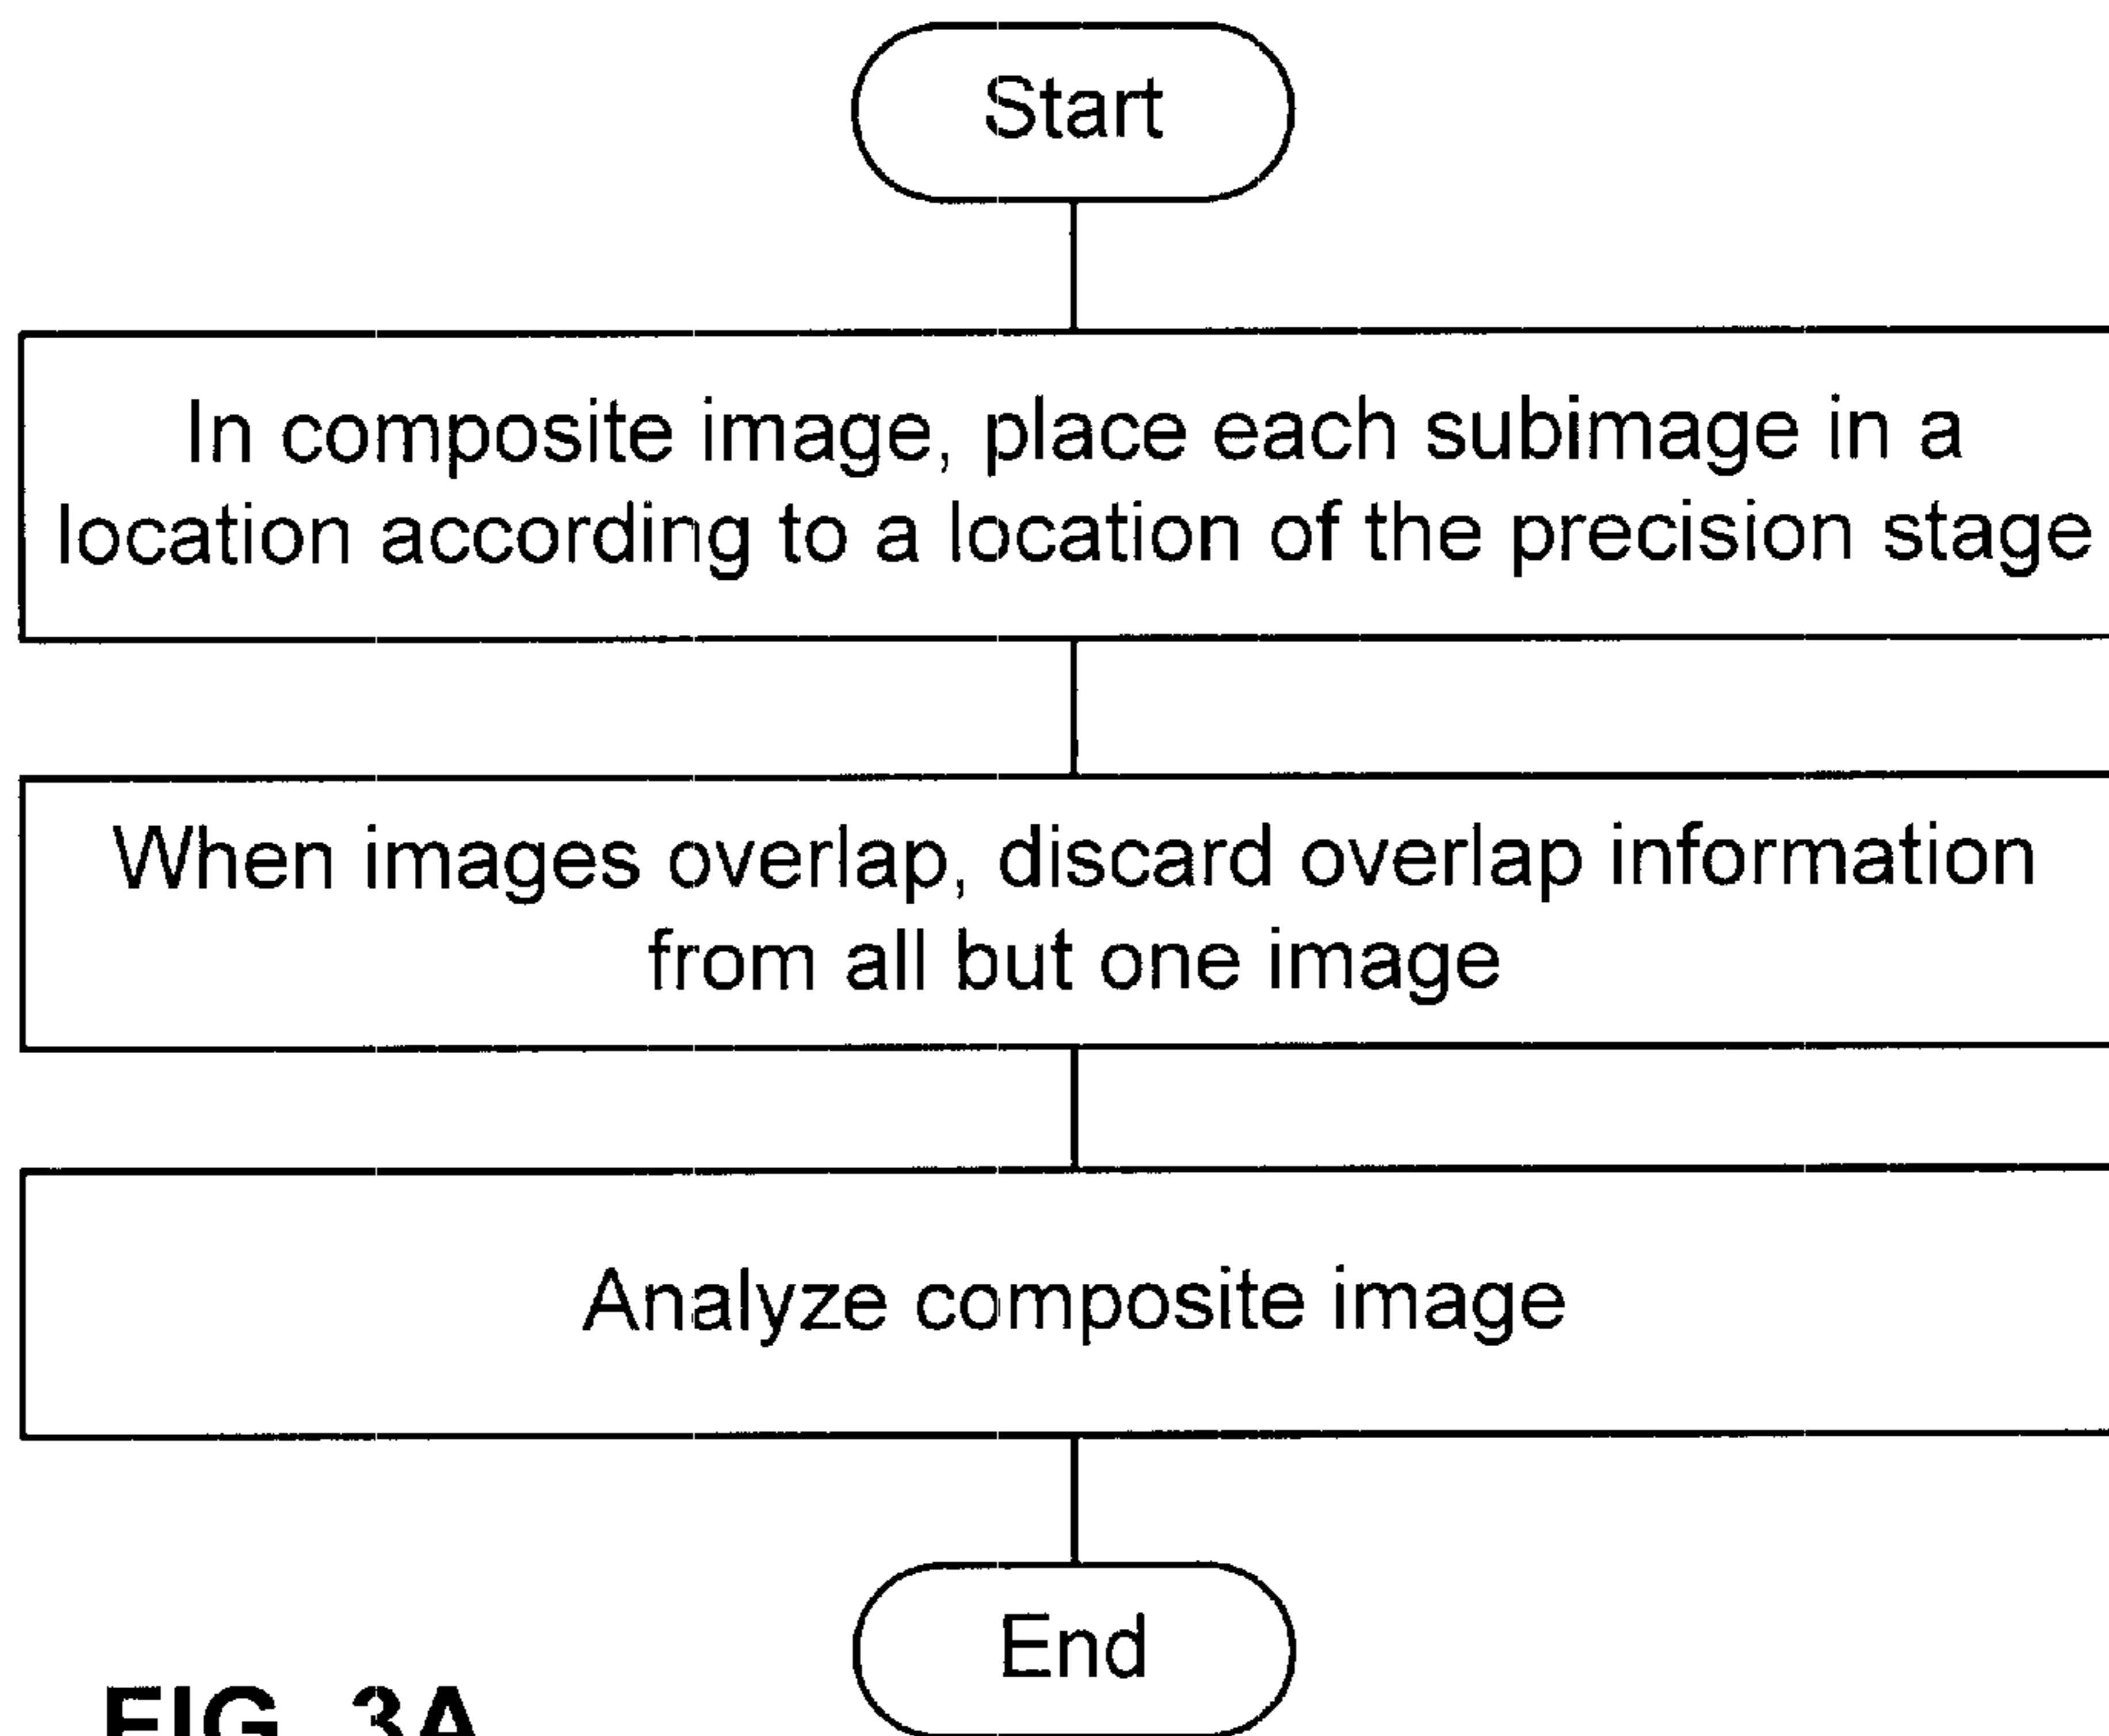 Start
In composite image, place each subimage in a
location according to a location of the precision stage
When images overlap, discard overlap information
from all but one image
Analyze composite image
End
FIG. 3A